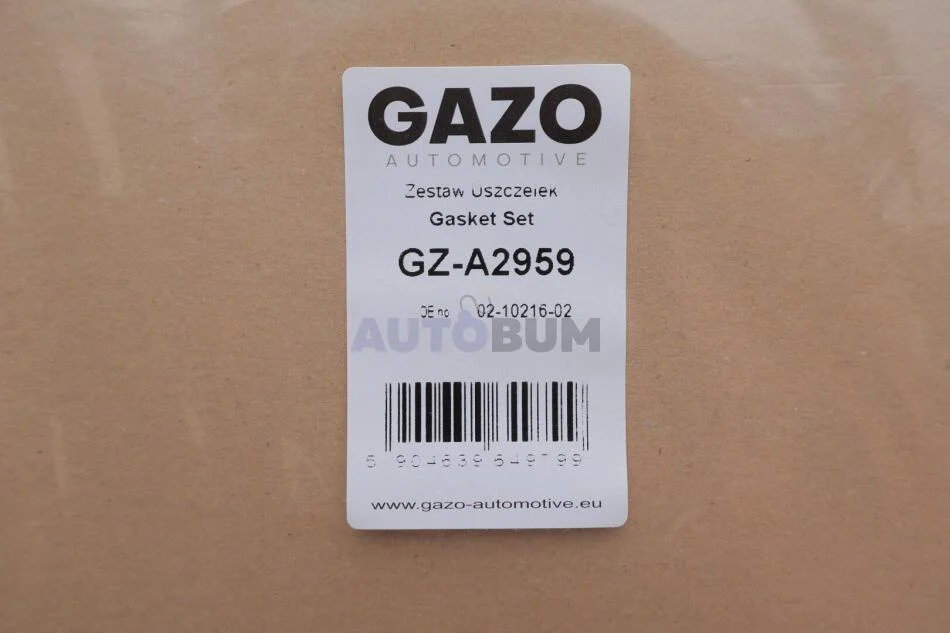 GAZO
AUTOMOTIVE
Zestaw Uszczelek
Gasket Set
GZ-A2959
OE no 02-10216-02
AUTOBUM
5 904639 649799
www.gazo-automotive.eu